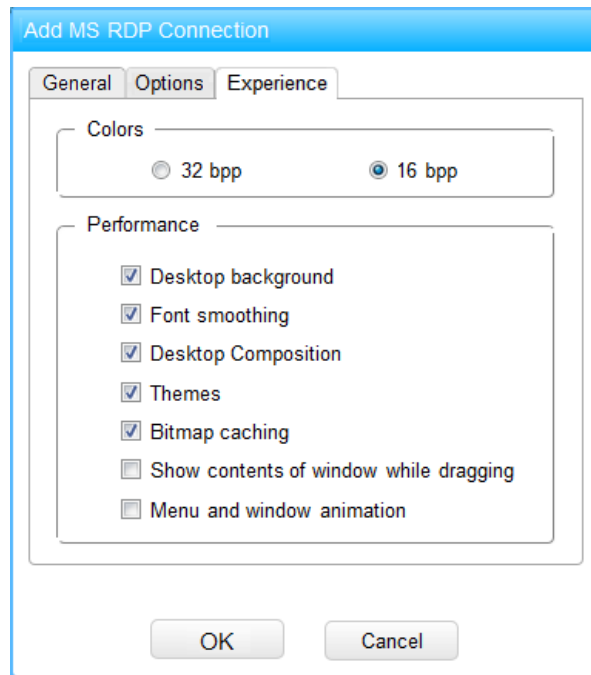 Add MS RDP Connection
General Options Experience
Colors
32 bpp 16 bpp
Performance
Desktop background
Font smoothing
Desktop Composition
Themes
Bitmap caching
Show contents of window while dragging
Menu and window animation
OK Cancel